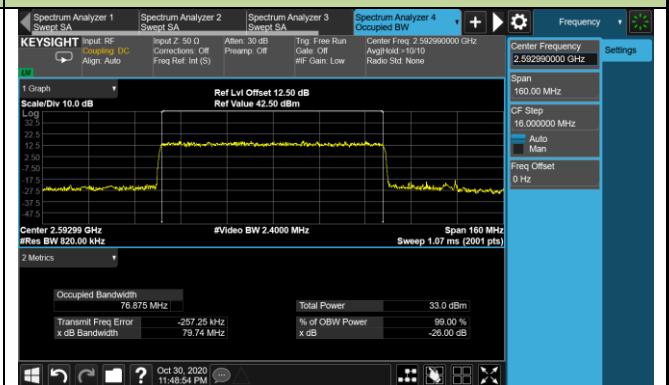 Spectrum Analyzer 1
Swept SA
Spectrum Analyzer 2
Swept SA
Spectrum Analyzer 3
Swept SA
Spectrum Analyzer 4
Occupied BW
Frequency
KEYSIGHT
Input: RF
Coupling: DC
Align: Auto
Input Z: 50 Ω
Corrections: Off
Freq Ref: Int (S)
Atten: 30 dB
Preamp: Off
Trig: Free Run
Gate: Off
#IF Gain: Low
Center Freq: 2.592990000 GHz
Avg|Hold:>10/10
Radio Std: None
Center Frequency
2.592990000 GHz
Settings
Span
160.00 MHz
CF Step
16.000000 MHz
Auto
Man
Freq Offset
0 Hz
1 Graph
Scale/Div 10.0 dB
Ref Lvl Offset 12.50 dB
Ref Value 42.50 dBm
Log
32.5
22.5
12.5
2.50
-7.50
-17.5
-27.5
-37.5
-47.5
Center 2.59299 GHz
#Res BW 820.00 kHz
#Video BW 2.4000 MHz
Span 160 MHz
Sweep 1.07 ms (2001 pts)
2 Metrics
Occupied Bandwidth
76.875 MHz
Total Power 33.0 dBm
Transmit Freq Error -257.25 kHz
% of OBW Power 99.00 %
x dB Bandwidth 79.74 MHz
x dB -26.00 dB
Oct 30, 2020
11:48:54 PM